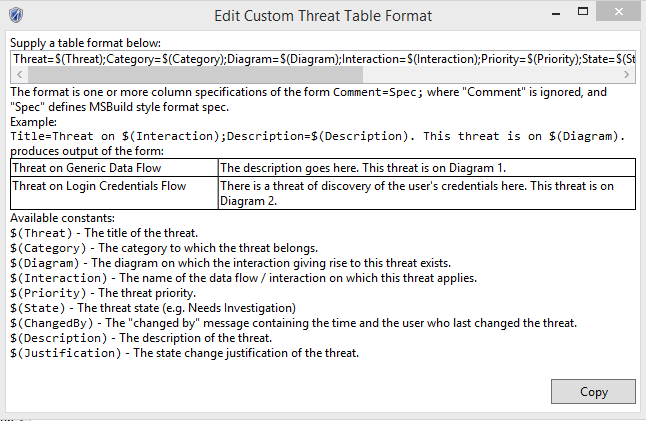 Edit Custom Threat Table Format
Supply a table format below:
Threat=$(Threat);Category=$(Category);Diagram=$(Diagram);Interaction=$(Interaction);Priority=$(Priority);State=$(St
The format is one or more column specifications of the form Comment=Spec; where "Comment" is ignored, and
"Spec" defines MSBuild style format spec.
Example:
Title=Threat on $(Interaction);Description=$(Description). This threat is on $(Diagram).
produces output of the form:
Threat on Generic Data Flow The description goes here. This threat is on Diagram 1.
Threat on Login Credentials Flow There is a threat of discovery of the user's credentials here. This threat is on
Diagram 2.
Available constants:
$(Threat) - The title of the threat.
$(Category) - The category to which the threat belongs.
$(Diagram) - The diagram on which the interaction giving rise to this threat exists.
$(Interaction) - The name of the data flow / interaction on which this threat applies.
$(Priority) - The threat priority.
$(State) - The threat state (e.g. Needs Investigation)
$(ChangedBy) - The "changed by" message containing the time and the user who last changed the threat.
$(Description) - The description of the threat.
$(Justification) - The state change justification of the threat.
Copy